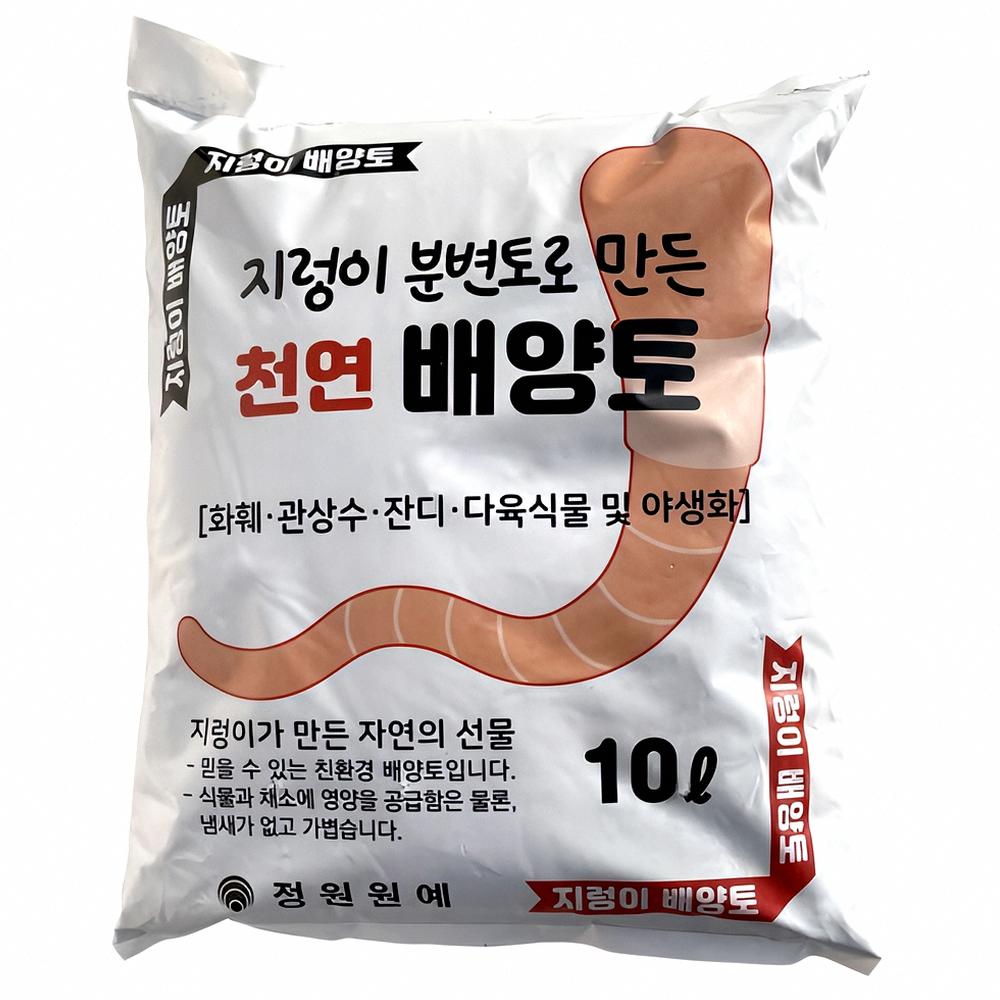 지렁이 배양토
지렁이 배양토
지렁이 분변토로 만든
천연 배양토
[화훼·관상수·잔디·다육식물 및 야생화]
지렁이가 만든 자연의 선물
- 믿을 수 있는 친환경 배양토입니다.
- 식물과 채소에 영양을 공급함은 물론,
냄새가 없고 가볍습니다.
10ℓ
지렁이 배양토
지렁이 배양토
정원원예